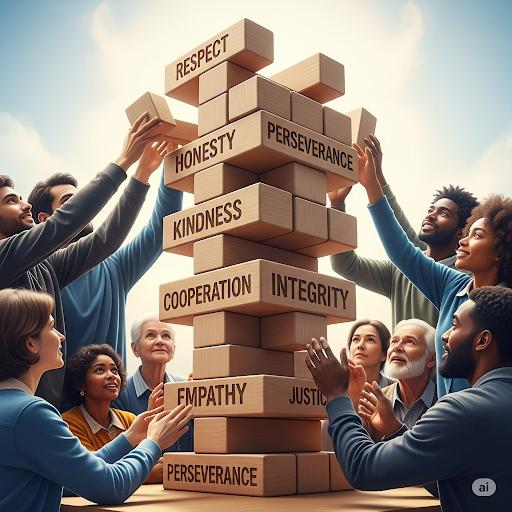 RESPECT
HONESTY PERSEVERANCE
KINDNESS
COOPERATION INTEGRITY
EMPATHY JUSTIC
PERSEVERANCE
ai